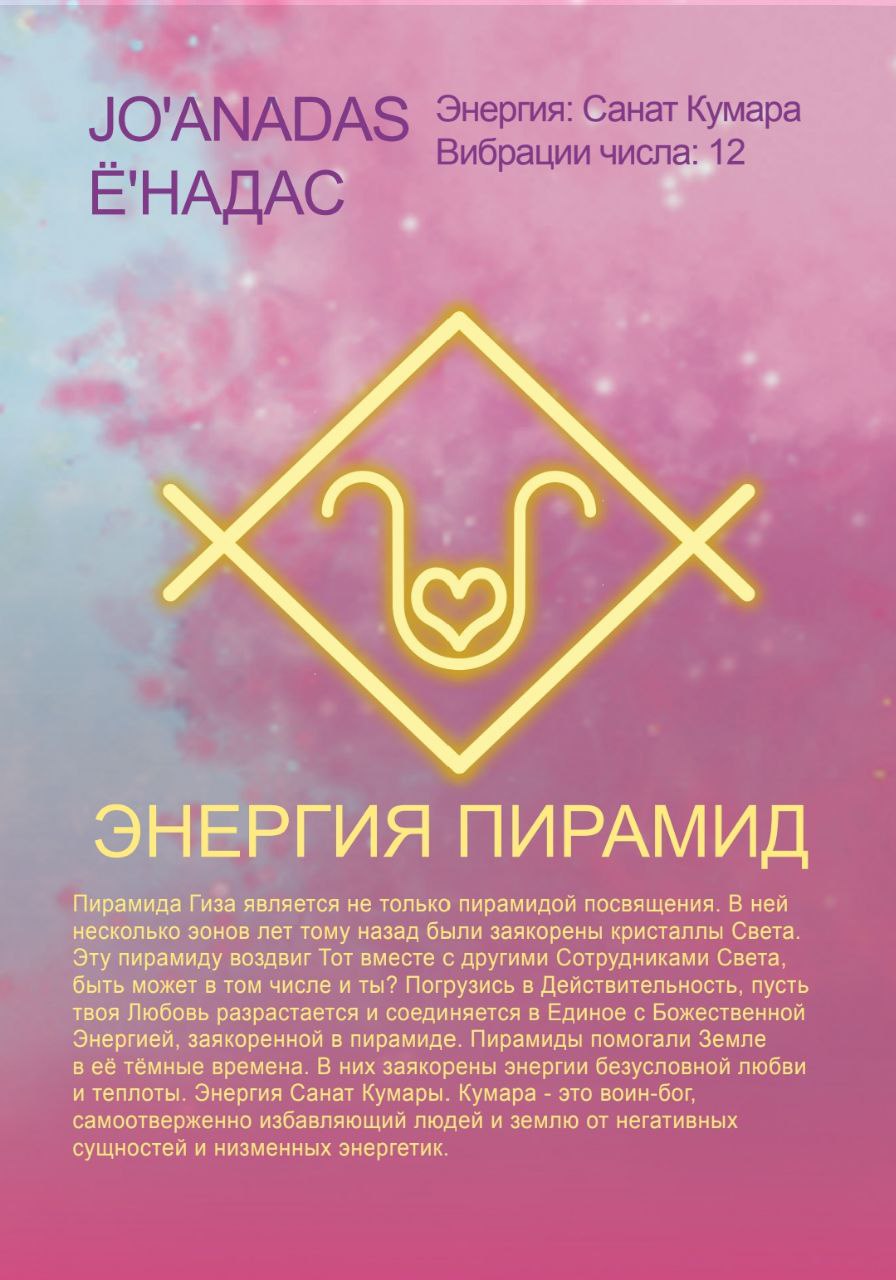 JO'ANADAS
Ё'НАДАС
Энергия: Санат Кумара
Вибрации числа: 12
ЭНЕРГИЯ ПИРАМИД
Пирамида Гиза является не только пирамидой посвящения. В ней
несколько эонов лет тому назад были заякорены кристаллы Света.
Эту пирамиду воздвиг Тот вместе с другими Сотрудниками Света,
быть может в том числе и ты? Погрузись в Действительность, пусть
твоя Любовь разрастается и соединяется в Единое с Божественной
Энергией, заякоренной в пирамиде. Пирамиды помогали Земле
в её тёмные времена. В них заякорены энергии безусловной любви
и теплоты. Энергия Санат Кумары. Кумара - это воин-бог,
самоотверженно избавляющий людей и землю от негативных
сущностей и низменных энергетик.